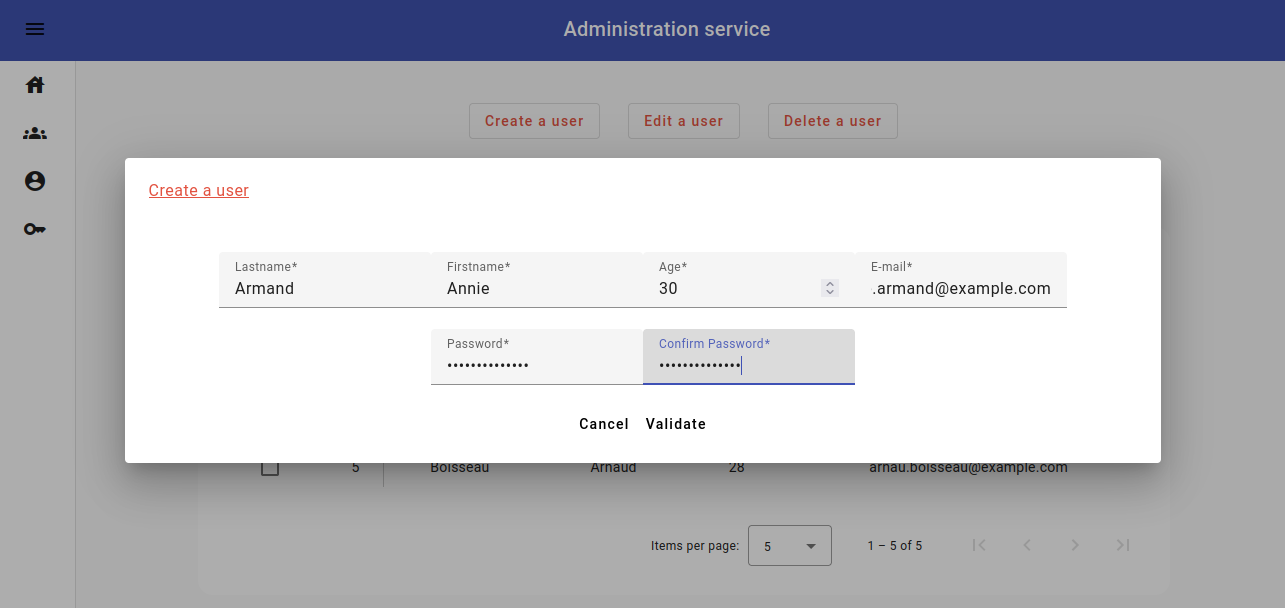 Administration service
Create a user Edit a user Delete a user
Create a user
Lastname* Firstname* Age* E-mail*
Armand Annie 30 .armand@example.com
Password* Confirm Password*
•••••••••••••• ••••••••••••••
Cancel Validate
5 Boisseau Arnaud 28 arnau.boisseau@example.com
Items per page: 5 1 – 5 of 5